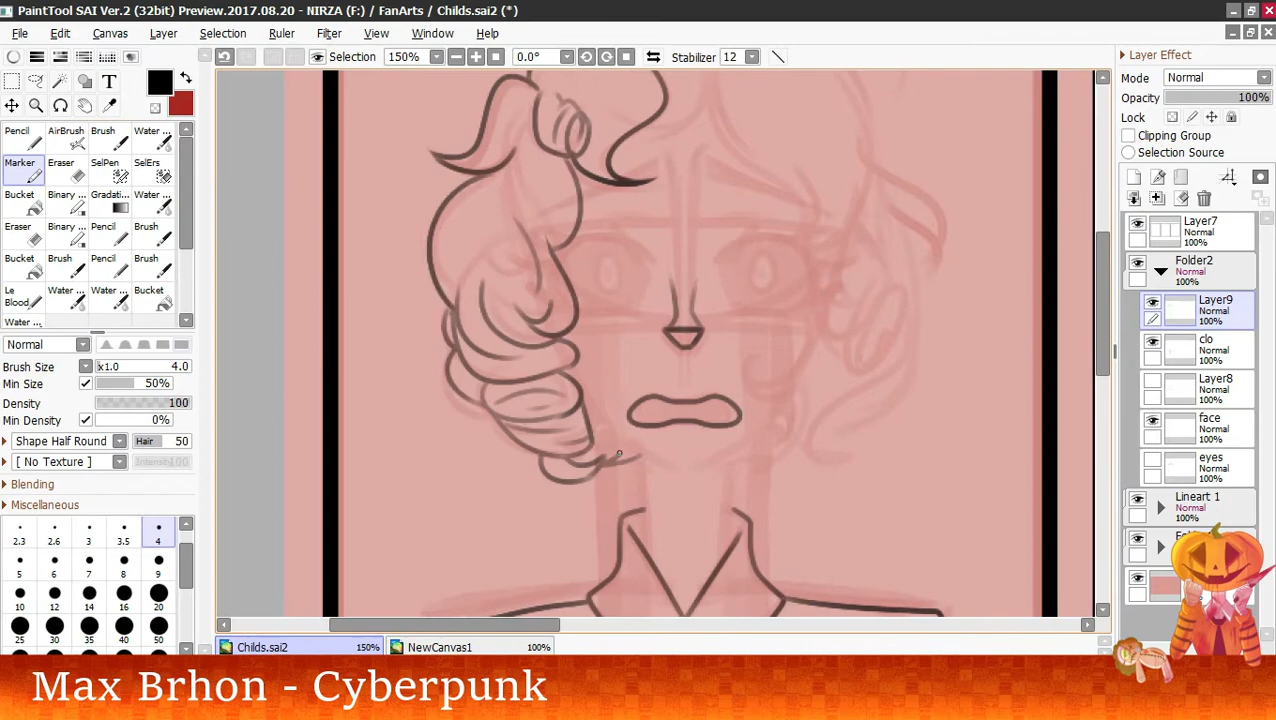 PaintTool SAI Ver.2 (32bit) Preview.2017.08.20 - NIRZA (F:) / FanArts / Childs.sai2 (*)
File Edit Canvas Layer Selection Ruler Filter View Window Help
Selection 150% 0.0° Stabilizer 12
Layer Effect
Mode Normal
Opacity 100%
Lock
Clipping Group
Selection Source
T
Pencil AirBrush Brush Water ...
Marker Eraser SelPen SelErs
Bucket Binary ... Gradati... Water ...
Eraser Binary ... Pencil Brush
Bucket Brush Pencil Brush
Le Blood Water ... Water ... Bucket
Water ...
Normal
Brush Size x1.0 4.0
Min Size 50%
Density 100
Min Density 0%
Shape Half Round Hair 50
[ No Texture ] Intensity 100
Blending
Miscellaneous
2.3 2.6 3 3.5 4
5 6 7 8 9
10 12 14 16 20
25 30 35 40 50
Layer7
Normal
100%
Folder2
Normal
100%
Layer9
Normal
100%
clo
Normal
100%
Layer8
Normal
100%
face
Normal
100%
eyes
Normal
100%
Lineart 1
Normal
100%
Childs.sai2 150% NewCanvas1 100%
Max Brhon - Cyberpunk